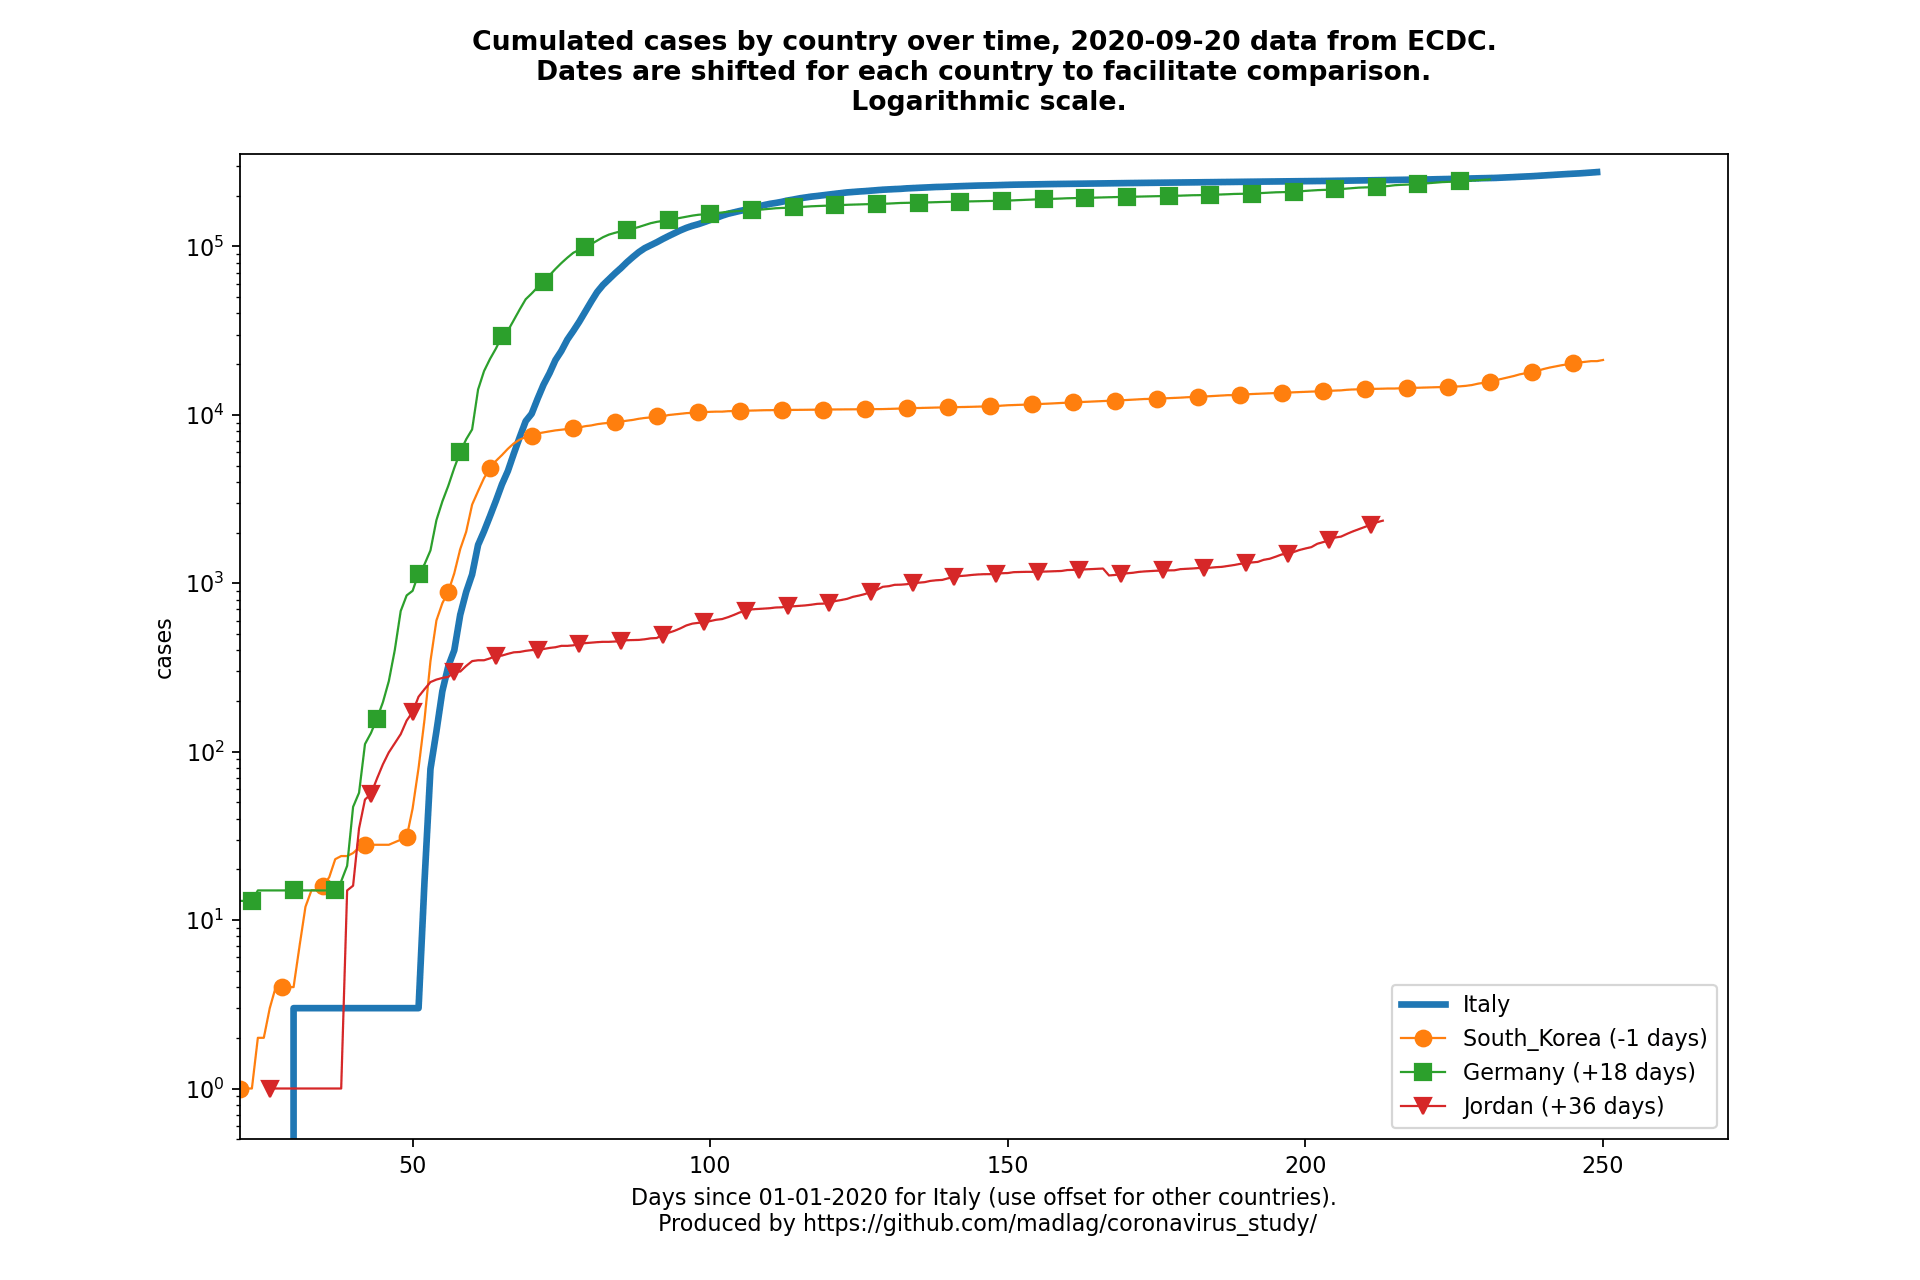 Cumulated cases by country over time, 2020-09-20 data from ECDC.
Dates are shifted for each country to facilitate comparison.
Logarithmic scale.
10^5
10^4
10^3
10^2
10^1
10^0
cases
Italy
South_Korea (-1 days)
Germany (+18 days)
Jordan (+36 days)
50 100 150 200 250
Days since 01-01-2020 for Italy (use offset for other countries).
Produced by https://github.com/madlag/coronavirus_study/